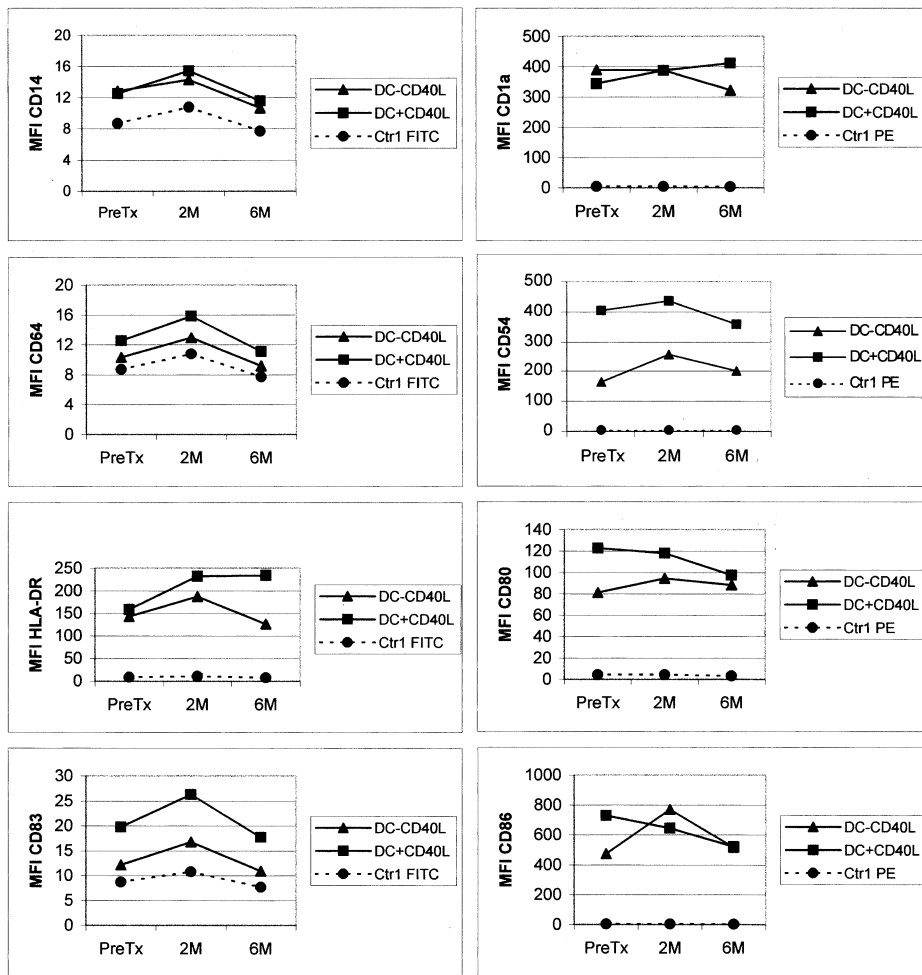 MFI CD14
20
16
12
8
4
0
PreTx 2M 6M
DC-CD40L
DC+CD40L
Ctr1 FITC
MFI CD1a
500
400
300
200
100
0
PreTx 2M 6M
DC-CD40L
DC+CD40L
Ctr1 PE
MFI CD64
20
16
12
8
4
0
PreTx 2M 6M
DC-CD40L
DC+CD40L
Ctr1 FITC
MFI CD54
500
400
300
200
100
0
PreTx 2M 6M
DC-CD40L
DC+CD40L
Ctr1 PE
MFI HLA-DR
250
200
150
100
50
0
PreTx 2M 6M
DC-CD40L
DC+CD40L
Ctr1 FITC
MFI CD80
140
120
100
80
60
40
20
0
PreTx 2M 6M
DC-CD40L
DC+CD40L
Ctr1 PE
MFI CD83
30
25
20
15
10
5
0
PreTx 2M 6M
DC-CD40L
DC+CD40L
Ctr1 FITC
MFI CD86
1000
800
600
400
200
0
PreTx 2M 6M
DC-CD40L
DC+CD40L
Ctr1 PE